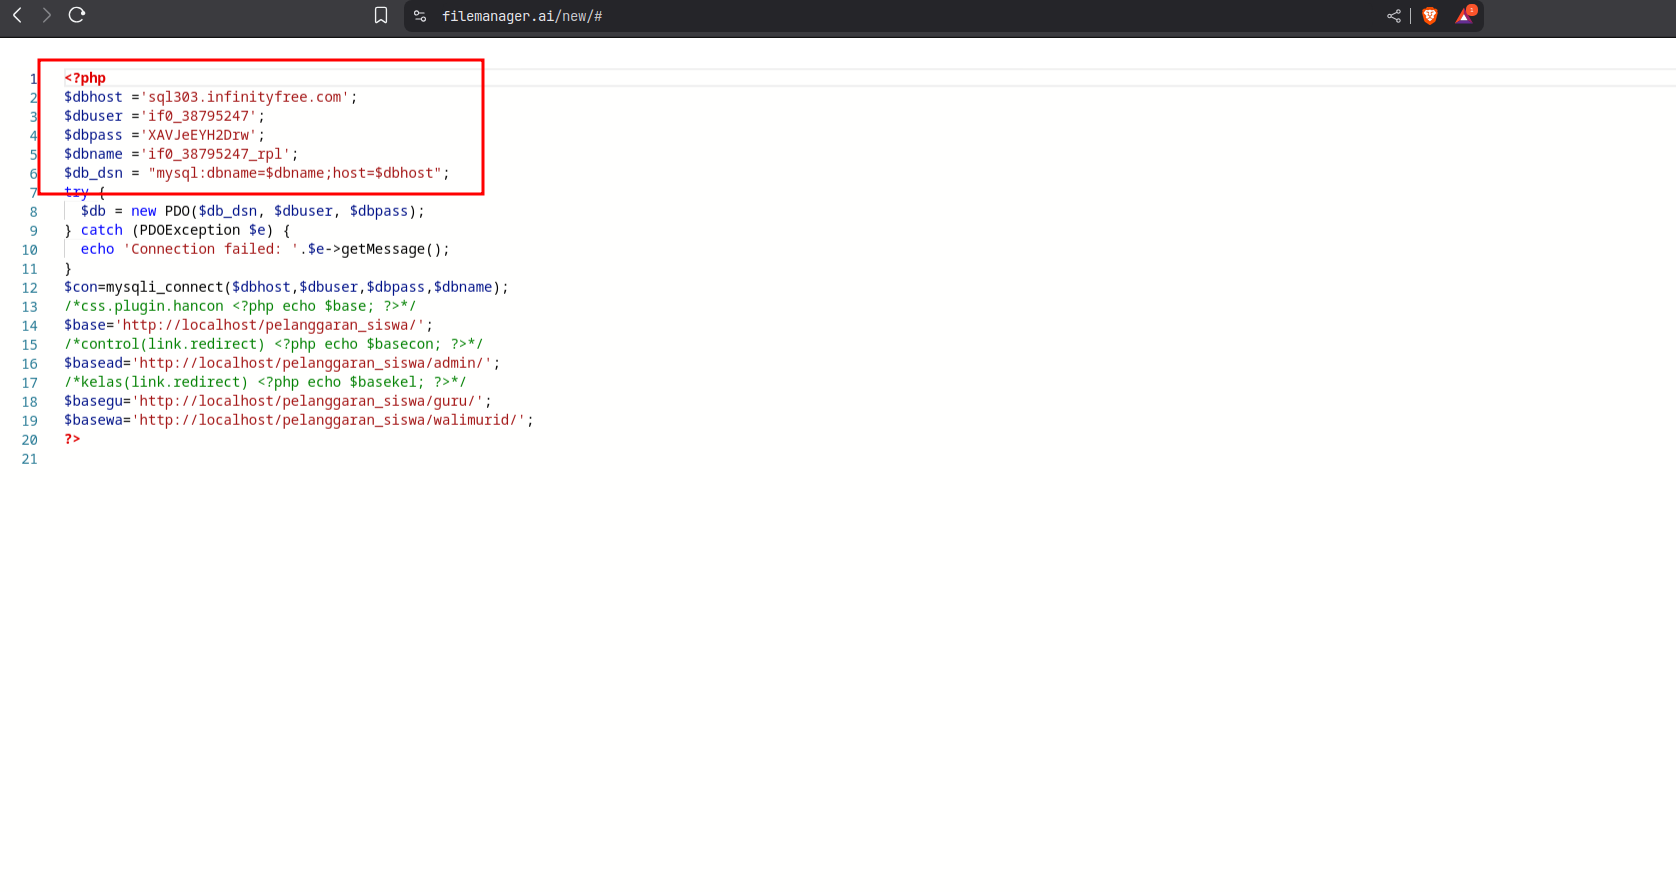 filemanager.ai/new/#
1
1 <?php
2 $dbhost ='sql303.infinityfree.com';
3 $dbuser ='if0_38795247';
4 $dbpass ='XAVJeEYH2Drw';
5 $dbname ='if0_38795247_rpl';
6 $db_dsn = "mysql:dbname=$dbname;host=$dbhost";
7 try {
8 $db = new PDO($db_dsn, $dbuser, $dbpass);
9 } catch (PDOException $e) {
10 echo 'Connection failed: '.$e->getMessage();
11 }
12 $con=mysqli_connect($dbhost,$dbuser,$dbpass,$dbname);
13 /*css.plugin.hancon <?php echo $base; ?>*/
14 $base='http://localhost/pelanggaran_siswa/';
15 /*control(link.redirect) <?php echo $basecon; ?>*/
16 $basead='http://localhost/pelanggaran_siswa/admin/';
17 /*kelas(link.redirect) <?php echo $basekel; ?>*/
18 $basegu='http://localhost/pelanggaran_siswa/guru/';
19 $basewa='http://localhost/pelanggaran_siswa/walimurid/';
20 ?>
21